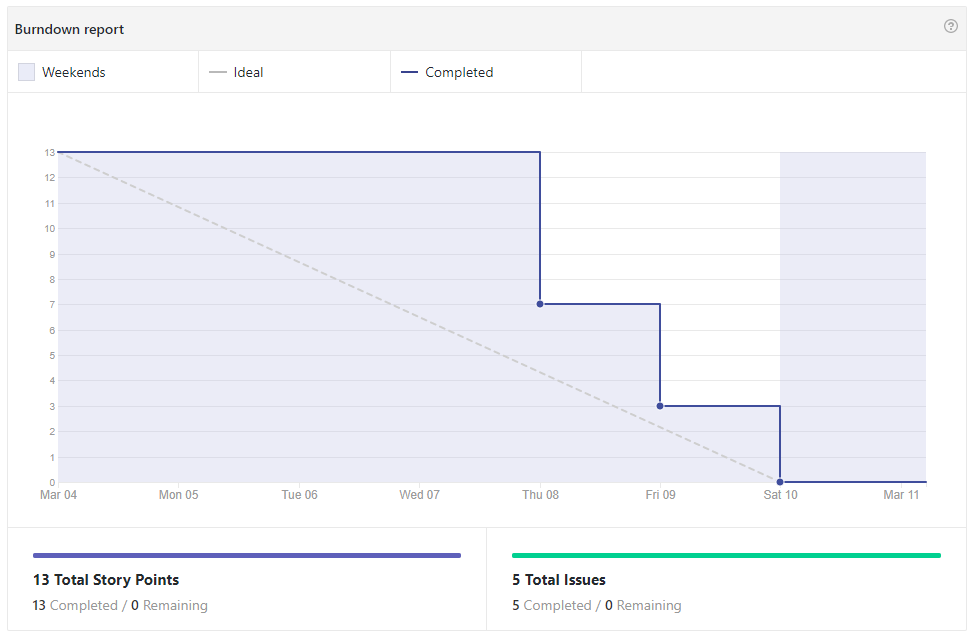 Burndown report
?
Weekends
Ideal
Completed
13
12
11
10
9
8
7
6
5
4
3
2
1
0
Mar 04 Mon 05 Tue 06 Wed 07 Thu 08 Fri 09 Sat 10 Mar 11
13 Total Story Points
13 Completed / 0 Remaining
5 Total Issues
5 Completed / 0 Remaining